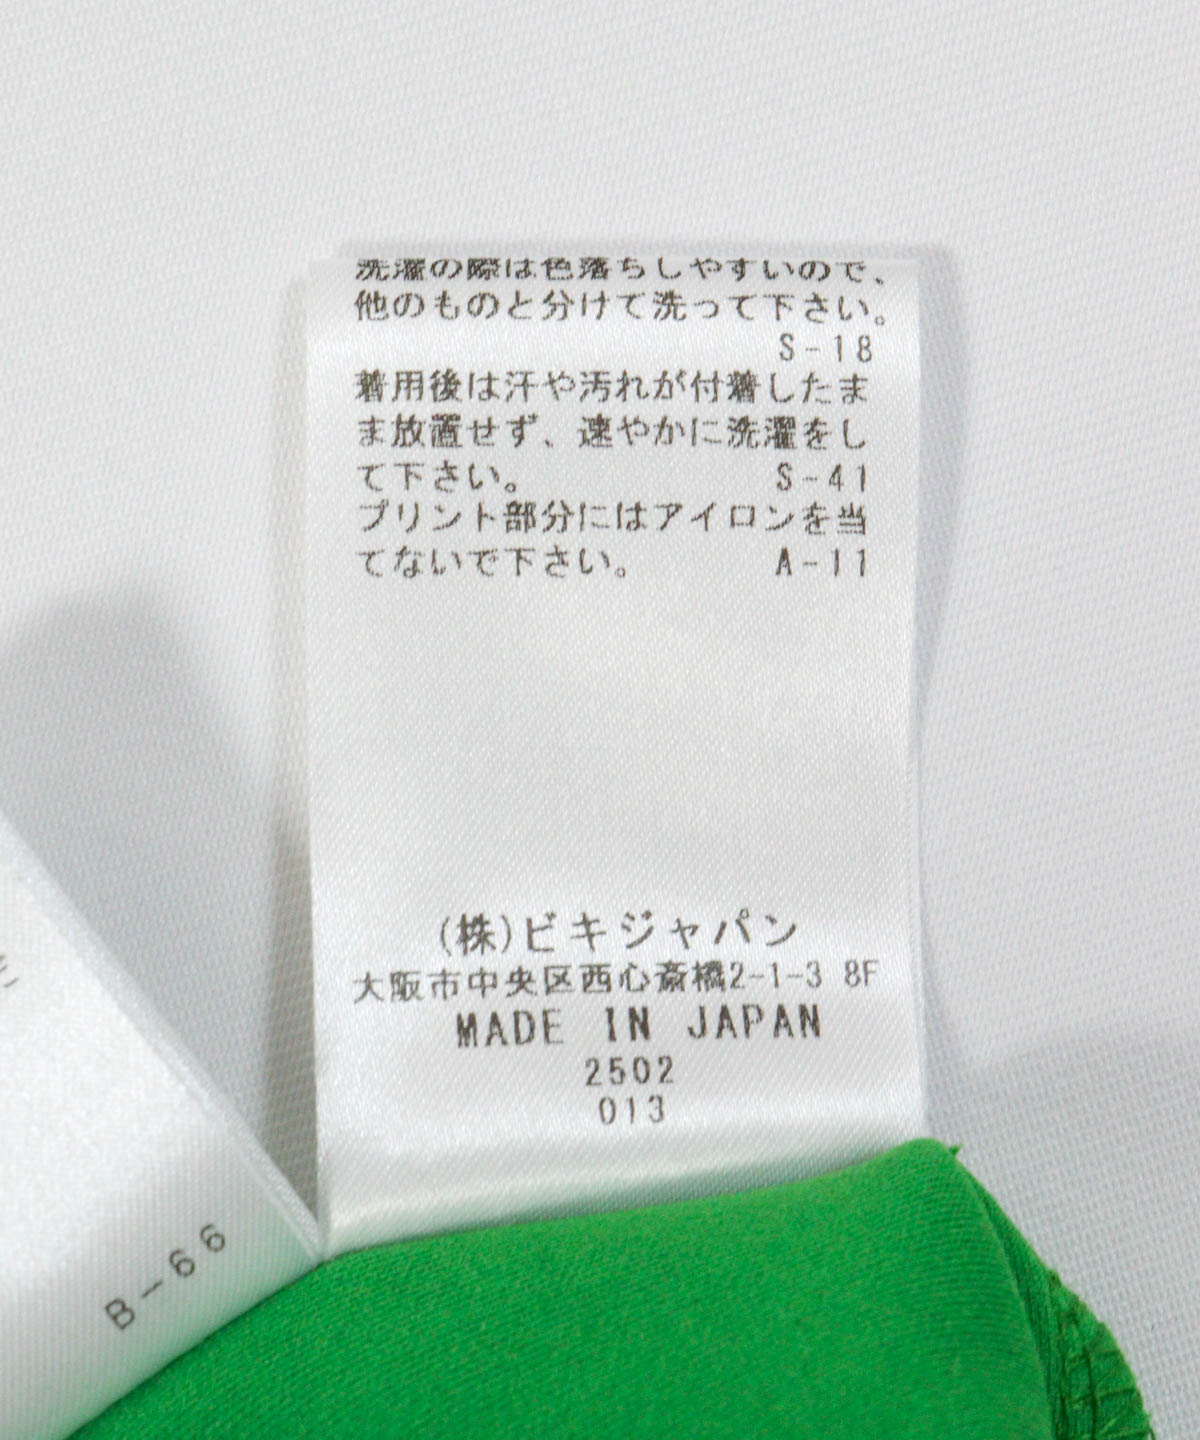 洗濯の際は色落ちしやすいので、
他のものと分けて洗って下さい。
S-18
着用後は汗や汚れが付着したま
ま放置せず、速やかに洗濯をし
て下さい。 S-41
プリント部分にはアイロンを当
てないで下さい。 A-11
(株)ビキジャパン
大阪市中央区西心斎橋2-1-3 8F
MADE IN JAPAN
2502
013
B-66